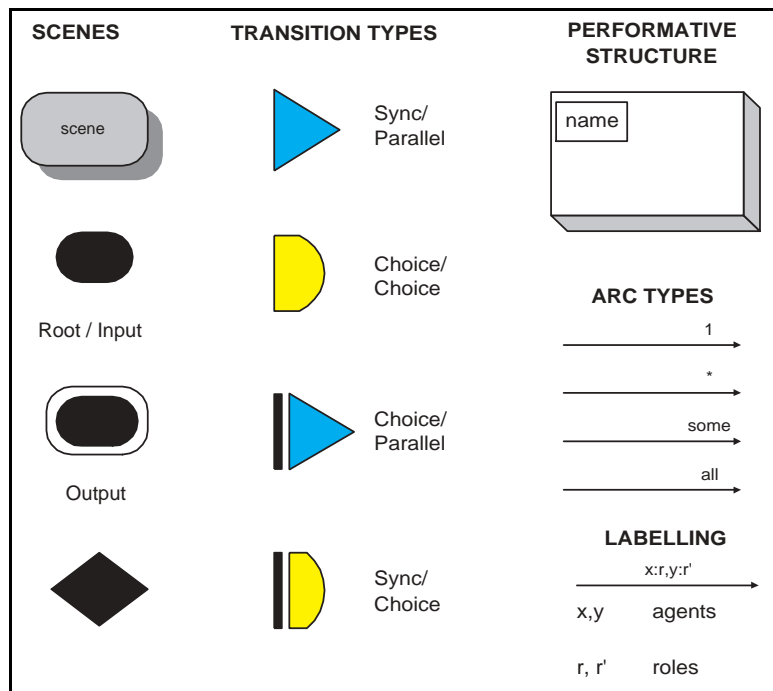 SCENES
scene
Root / Input
Output
TRANSITION TYPES
Sync/
Parallel
Choice/
Choice
Choice/
Parallel
Sync/
Choice
PERFORMATIVE
STRUCTURE
name
ARC TYPES
1
*
some
all
LABELLING
x:r,y:r'
x,y agents
r, r' roles